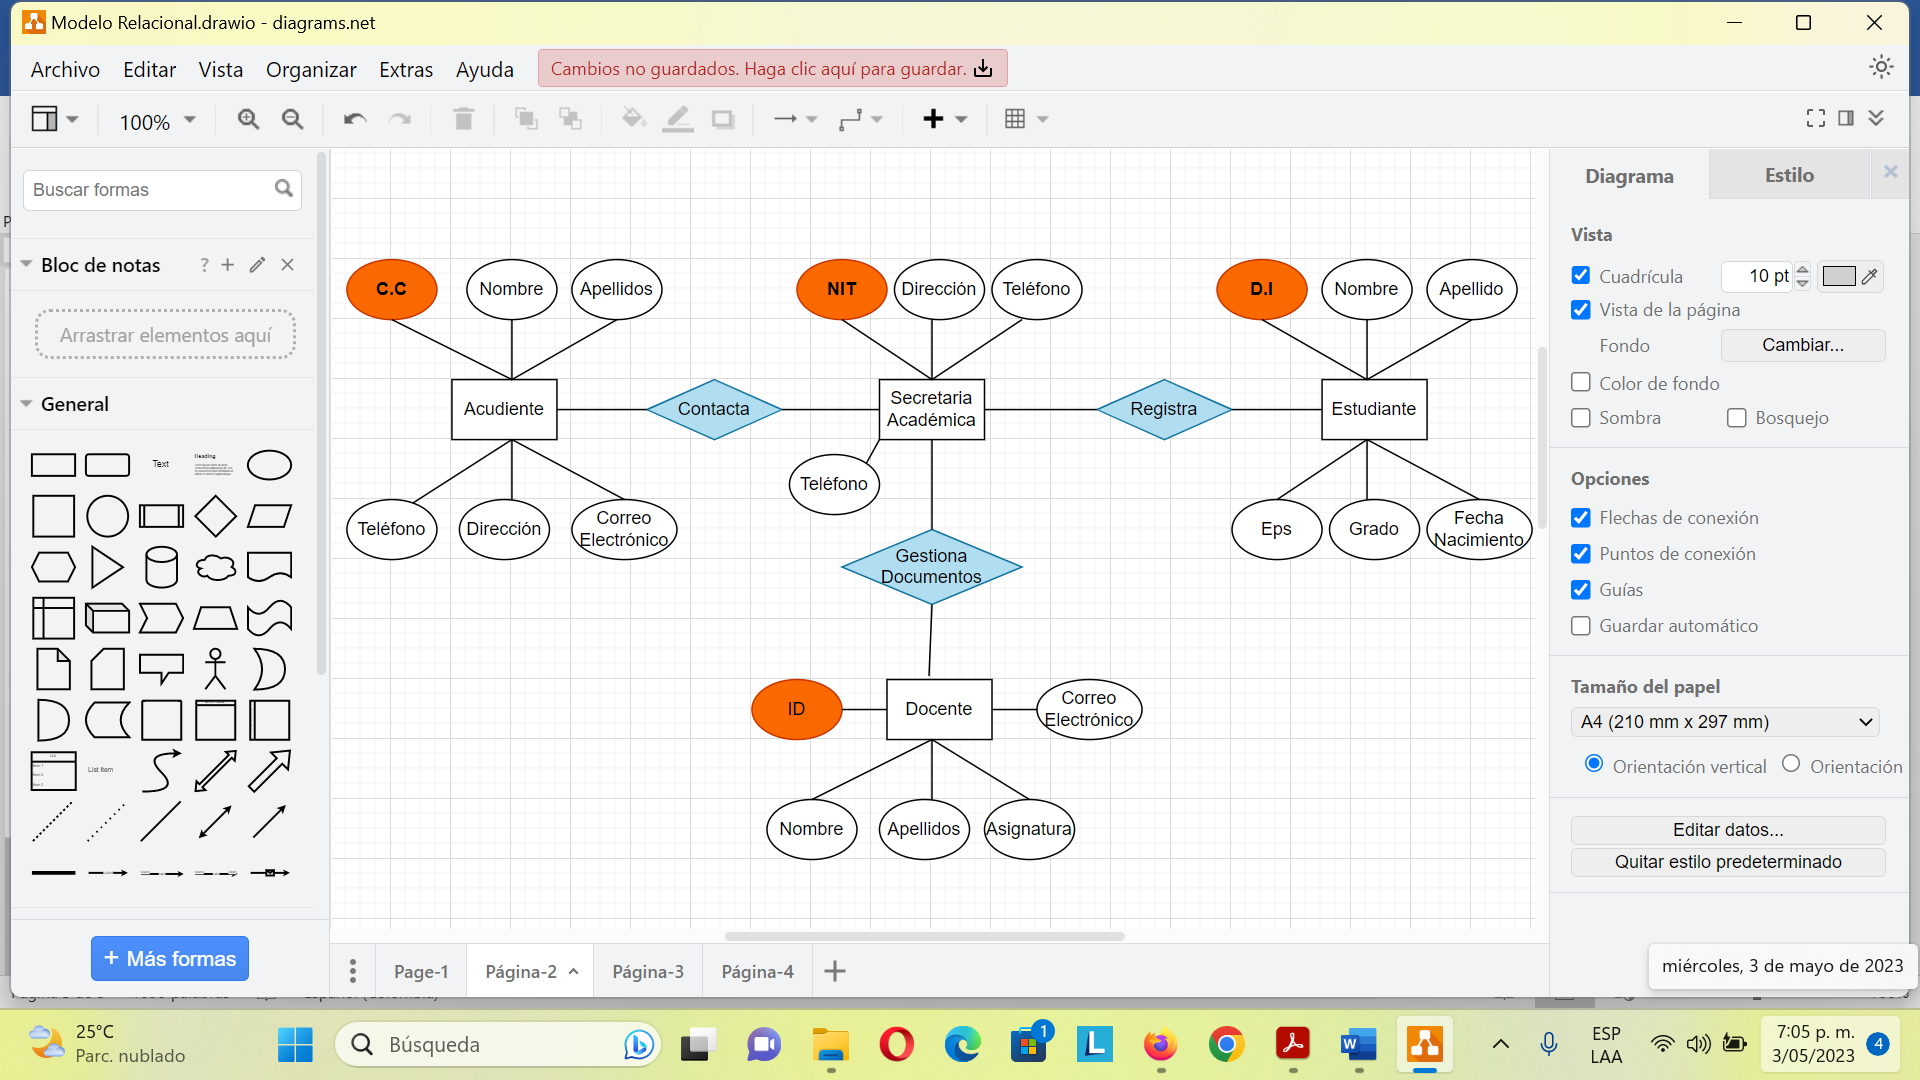 Modelo Relacional.drawio - diagrams.net
Archivo Editar Vista Organizar Extras Ayuda Cambios no guardados. Haga clic aquí para guardar.
100%
Buscar formas
Bloc de notas ?
Arrastrar elementos aquí
General
Text
Heading
List Item
+ Más formas
C.C Nombre Apellidos
Acudiente
Teléfono Dirección Correo
Electrónico
Contacta
NIT Dirección Teléfono
Secretaria
Académica
Teléfono
Registra
D.I Nombre Apellido
Estudiante
Eps Grado Fecha
Nacimiento
Gestiona
Documentos
ID Docente Correo
Electrónico
Nombre Apellidos Asignatura
Page-1 Página-2 Página-3 Página-4
Diagrama Estilo
Vista
Cuadrícula 10 pt
Vista de la página
Fondo Cambiar...
Color de fondo
Sombra Bosquejo
Opciones
Flechas de conexión
Puntos de conexión
Guías
Guardar automático
Tamaño del papel
A4 (210 mm x 297 mm)
Orientación vertical Orientación
Editar datos...
Quitar estilo predeterminado
miércoles, 3 de mayo de 2023
25°C
Parc. nublado
Búsqueda
1
L
W
ESP
LAA
7:05 p. m.
3/05/2023
4